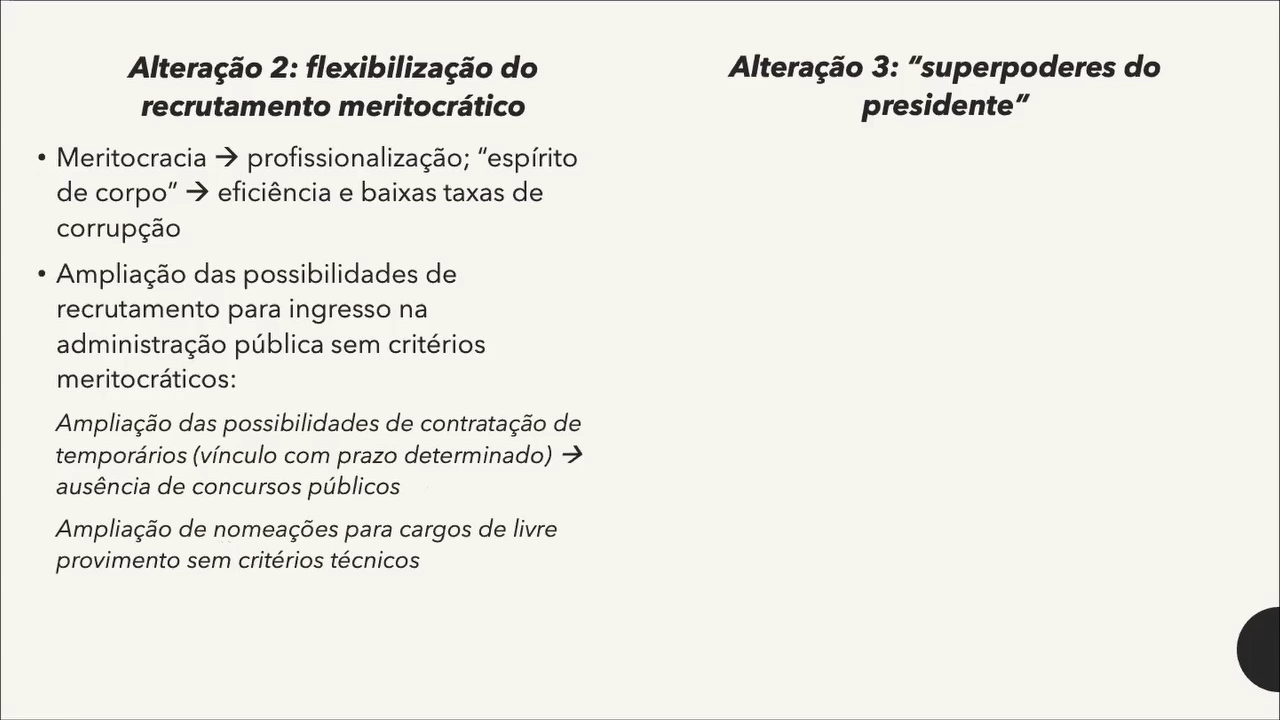 Alteração 2: flexibilização do
recrutamento meritocrático
• Meritocracia → profissionalização; “espírito
de corpo” → eficiência e baixas taxas de
corrupção
• Ampliação das possibilidades de
recrutamento para ingresso na
administração pública sem critérios
meritocráticos:
Ampliação das possibilidades de contratação de
temporários (vínculo com prazo determinado) →
ausência de concursos públicos
Ampliação de nomeações para cargos de livre
provimento sem critérios técnicos
Alteração 3: “superpoderes do
presidente”